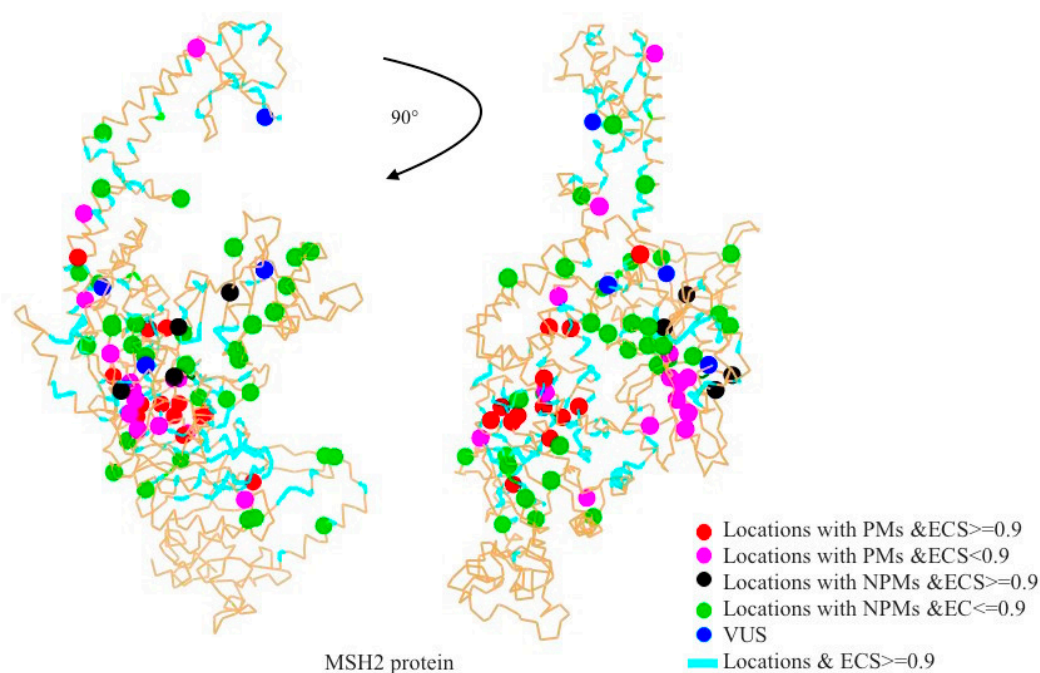 90°
Locations with PMs &ECS>=0.9
Locations with PMs &ECS<0.9
Locations with NPMs &ECS>=0.9
Locations with NPMs &EC<=0.9
VUS
Locations & ECS>=0.9
MSH2 protein